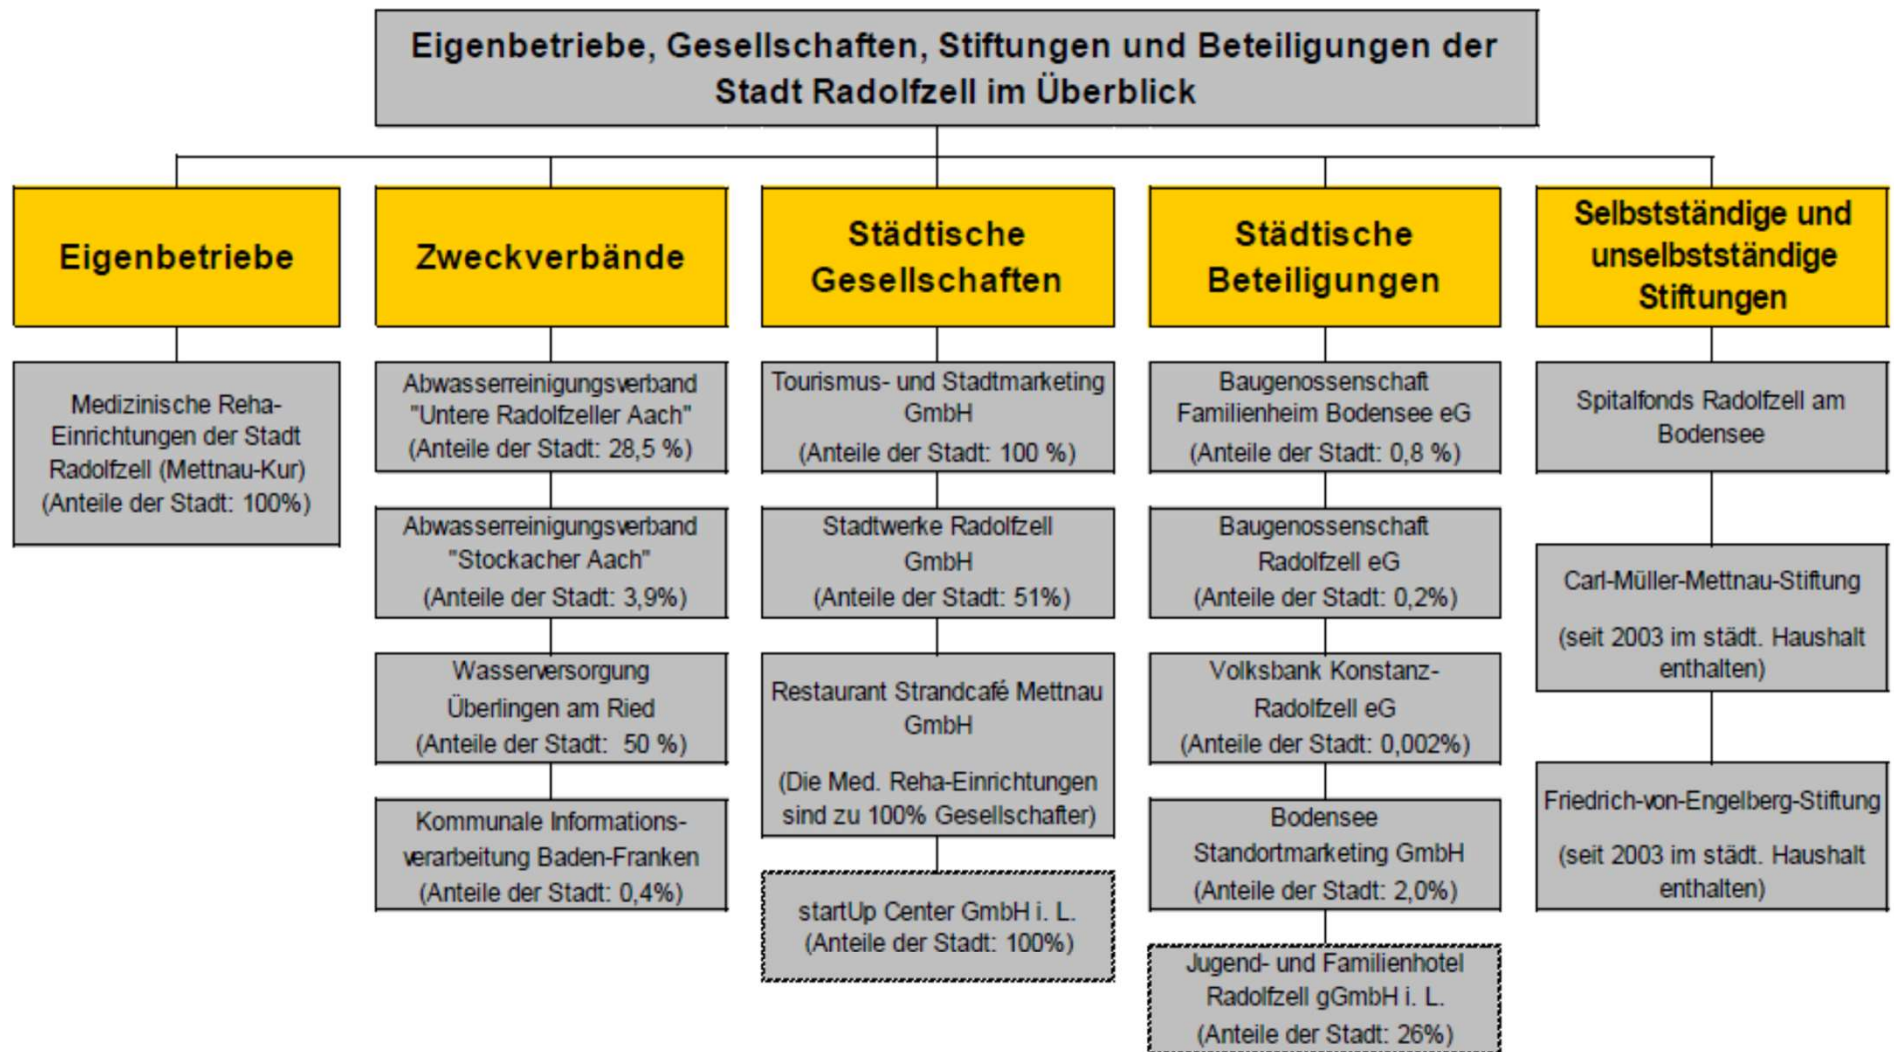 Eigenbetriebe, Gesellschaften, Stiftungen und Beteiligungen der
Stadt Radolfzell im Überblick
Eigenbetriebe
Medizinische Reha-
Einrichtungen der Stadt
Radolfzell (Mettnau-Kur)
(Anteile der Stadt: 100%)
Zweckverbände
Abwasserreinigungsverband
"Untere Radolfzeller Aach"
(Anteile der Stadt: 28,5 %)
Abwasserreinigungsverband
"Stockacher Aach"
(Anteile der Stadt: 3,9%)
Wasserversorgung
Überlingen am Ried
(Anteile der Stadt: 50 %)
Kommunale Informations-
verarbeitung Baden-Franken
(Anteile der Stadt: 0,4%)
Städtische
Gesellschaften
Tourismus- und Stadtmarketing
GmbH
(Anteile der Stadt: 100 %)
Stadtwerke Radolfzell
GmbH
(Anteile der Stadt: 51%)
Restaurant Strandcafé Mettnau
GmbH
(Die Med. Reha-Einrichtungen
sind zu 100% Gesellschafter)
startUp Center GmbH i. L.
(Anteile der Stadt: 100%)
Städtische
Beteiligungen
Baugenossenschaft
Familienheim Bodensee eG
(Anteile der Stadt: 0,8 %)
Baugenossenschaft
Radolfzell eG
(Anteile der Stadt: 0,2%)
Volksbank Konstanz-
Radolfzell eG
(Anteile der Stadt: 0,002%)
Bodensee
Standortmarketing GmbH
(Anteile der Stadt: 2,0%)
Jugend- und Familienhotel
Radolfzell gGmbH i. L.
(Anteile der Stadt: 26%)
Selbstständige und
unselbstständige
Stiftungen
Spitalfonds Radolfzell am
Bodensee
Carl-Müller-Mettnau-Stiftung
(seit 2003 im städt. Haushalt
enthalten)
Friedrich-von-Engelberg-Stiftung
(seit 2003 im städt. Haushalt
enthalten)